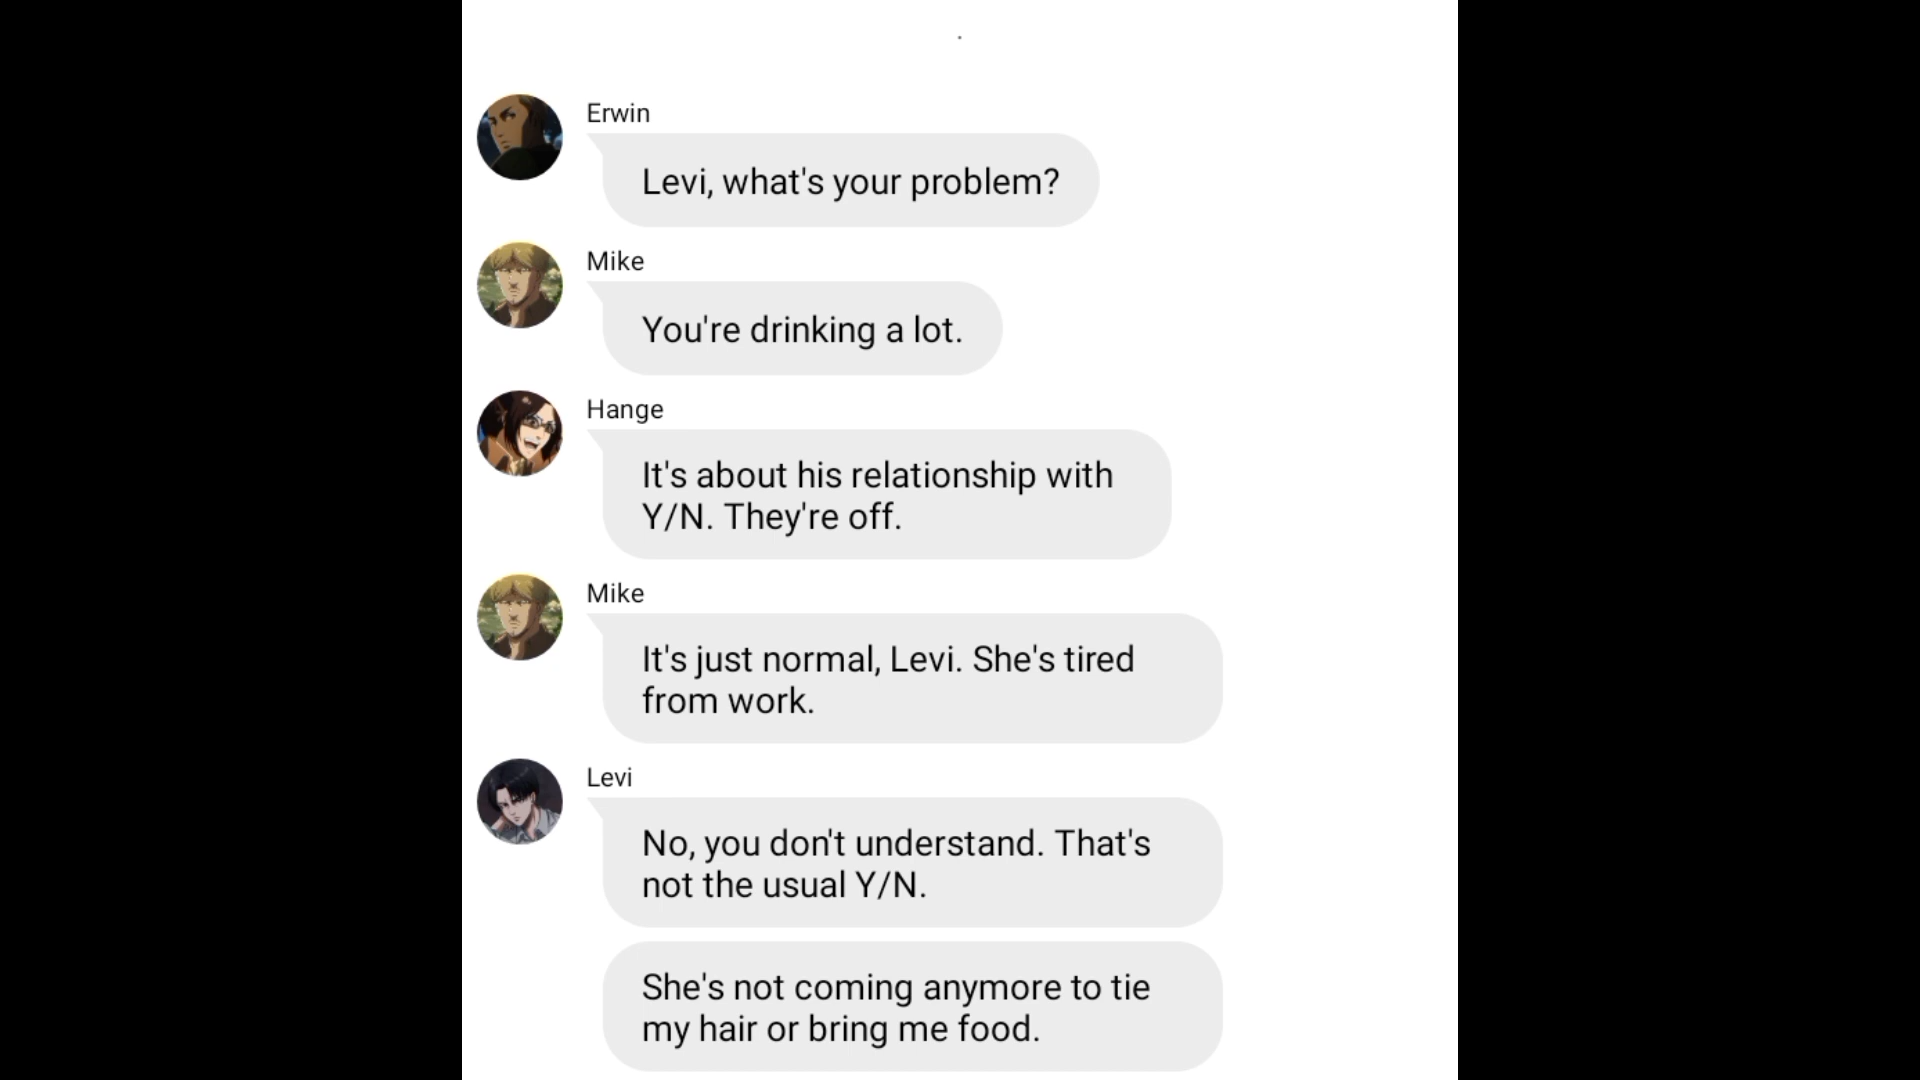 Erwin
Levi, what's your problem?
Mike
You're drinking a lot.
Hange
It's about his relationship with
Y/N. They're off.
Mike
It's just normal, Levi. She's tired
from work.
Levi
No, you don't understand. That's
not the usual Y/N.
She's not coming anymore to tie
my hair or bring me food.